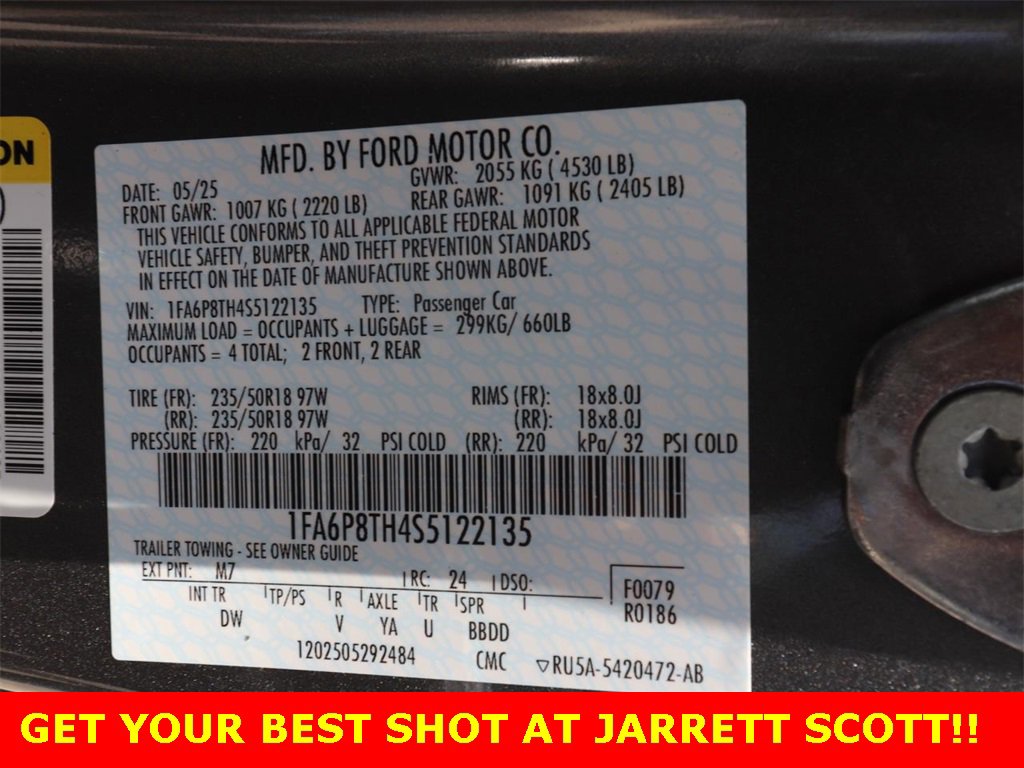 ON
)
MFD. BY FORD MOTOR CO.
DATE: 05/25 GVWR: 2055 KG ( 4530 LB)
FRONT GAWR: 1007 KG ( 2220 LB) REAR GAWR: 1091 KG ( 2405 LB)
THIS VEHICLE CONFORMS TO ALL APPLICABLE FEDERAL MOTOR
VEHICLE SAFETY, BUMPER, AND THEFT PREVENTION STANDARDS
IN EFFECT ON THE DATE OF MANUFACTURE SHOWN ABOVE.
VIN: 1FA6P8TH4S5122135 TYPE: Passenger Car
MAXIMUM LOAD = OCCUPANTS + LUGGAGE = 299KG/ 660LB
OCCUPANTS = 4 TOTAL; 2 FRONT, 2 REAR
TIRE (FR): 235/50R18 97W RIMS (FR): 18x8.0J
(RR): 235/50R18 97W (RR): 18x8.0J
PRESSURE (FR): 220 kPa/ 32 PSI COLD (RR): 220 kPa/ 32 PSI COLD
1FA6P8TH4S5122135
TRAILER TOWING - SEE OWNER GUIDE
EXT PNT: M7 RC: 24 DSO: F0079
INT TR TP/PS R AXLE TR SPR R0186
DW V YA U BBDD
1202505292484 CMC ▽RU5A-5420472-AB
GET YOUR BEST SHOT AT JARRETT SCOTT!!